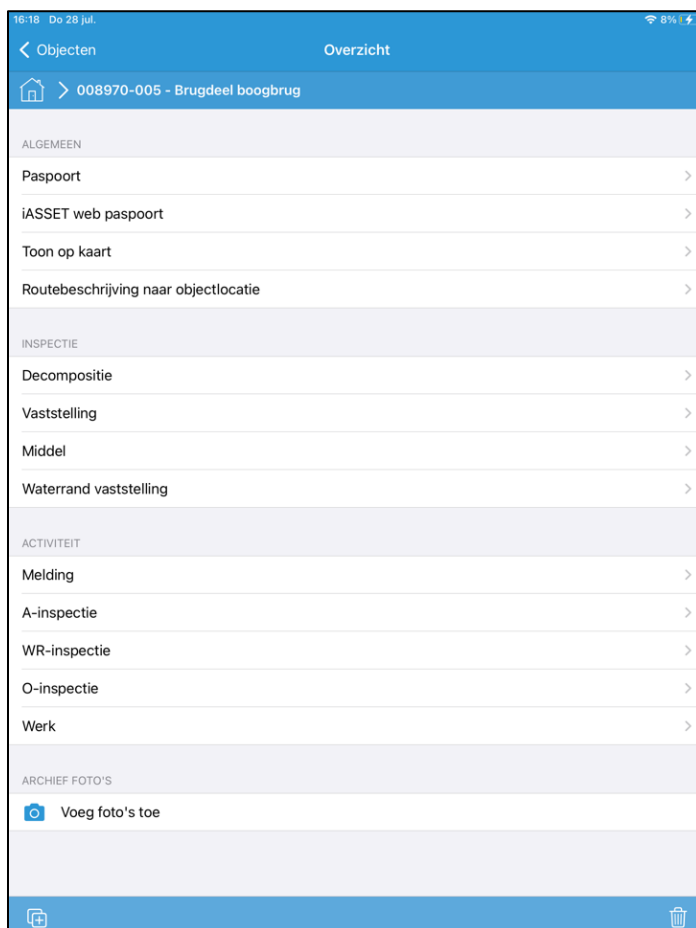 16:18 Do 28 jul.
8%
Objecten
Overzicht
008970-005 - Brugdeel boogbrug
ALGEMEEN
Paspoort
iASSET web paspoort
Toon op kaart
Routebeschrijving naar objectlocatie
INSPECTIE
Decompositie
Vaststelling
Middel
Waterrand vaststelling
ACTIVITEIT
Melding
A-inspectie
WR-inspectie
O-inspectie
Werk
ARCHIEF FOTO'S
Voeg foto's toe